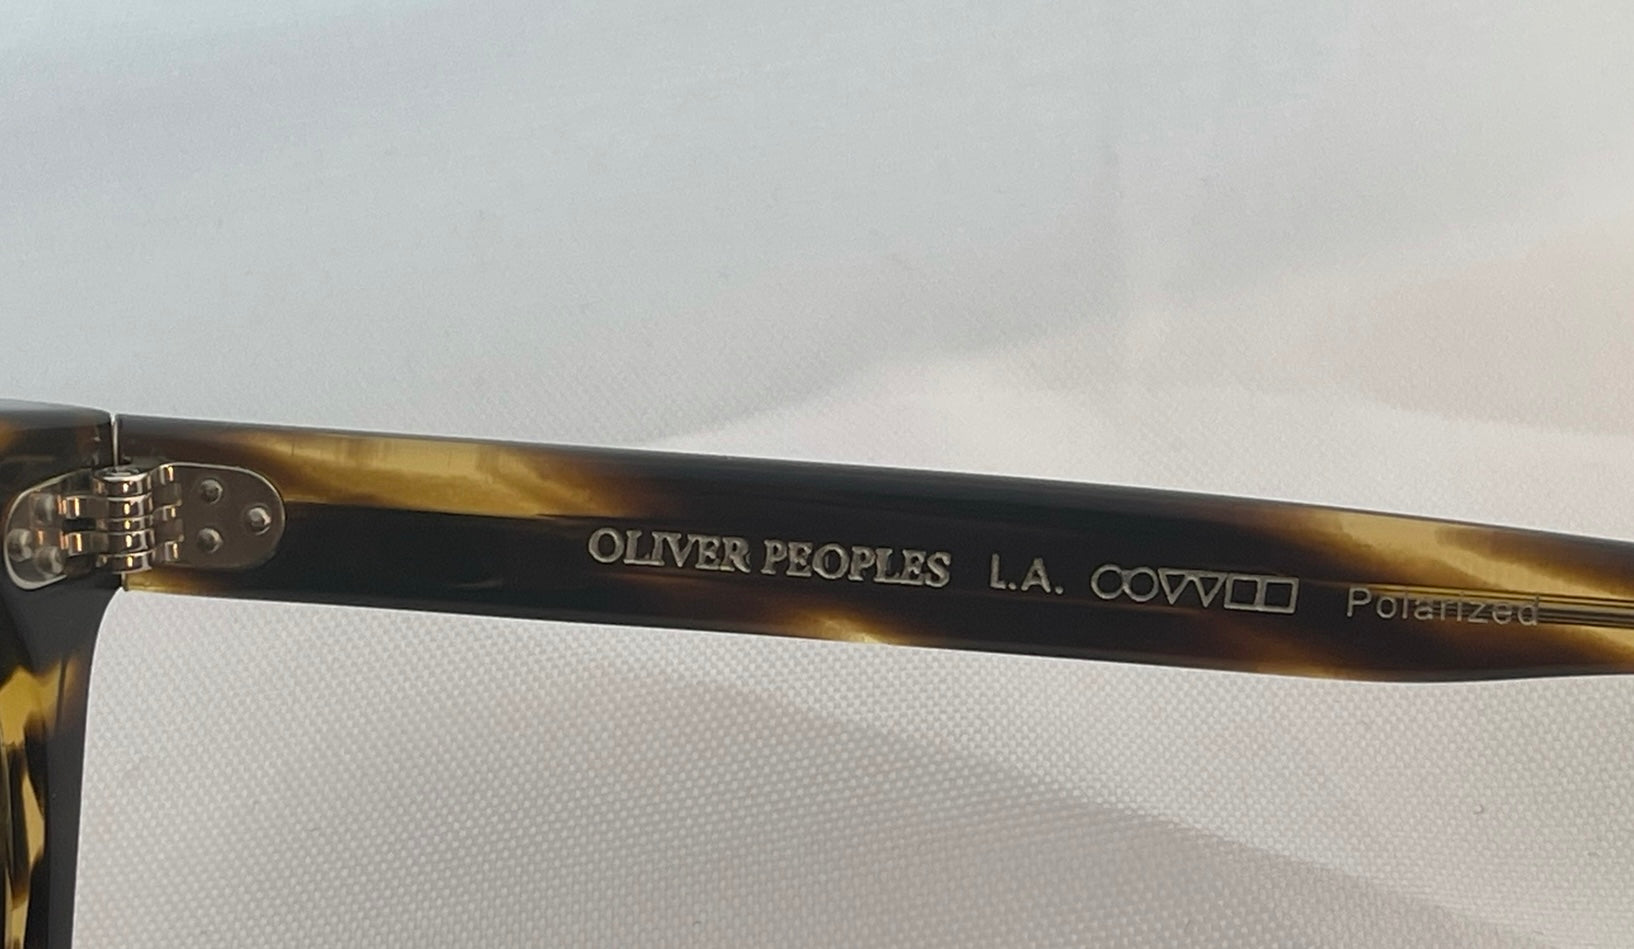 OLIVER PEOPLES L.A. Polarized